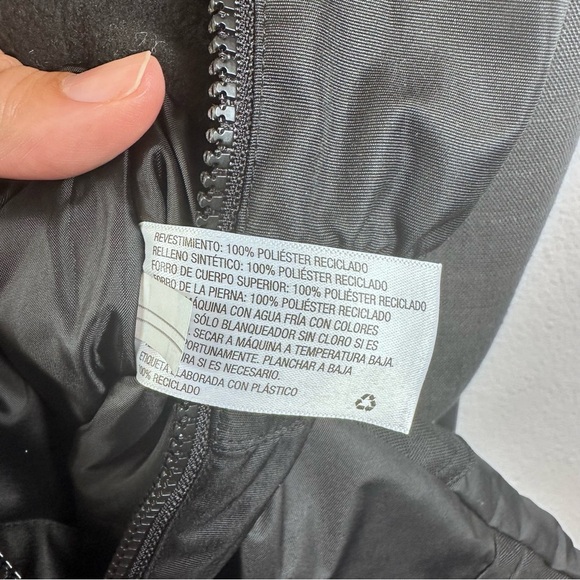 REVESTIMIENTO: 100% POLIÉSTER RECICLADO
RELLENO SINTÉTICO: 100% POLIÉSTER RECICLADO
FORRO DE CUERPO SUPERIOR: 100% POLIÉSTER RECICLADO
FORRO DE LA PIERNA: 100% POLIÉSTER RECICLADO
MÁQUINA CON AGUA FRÍA CON COLORES
SÓLO BLANQUEADOR SIN CLORO SI ES
SECAR A MÁQUINA A TEMPERATURA BAJA.
PLANCHAR A BAJA
SI ES NECESARIO.
ETIQUETA ELABORADA CON PLÁSTICO
100% RECICLADO